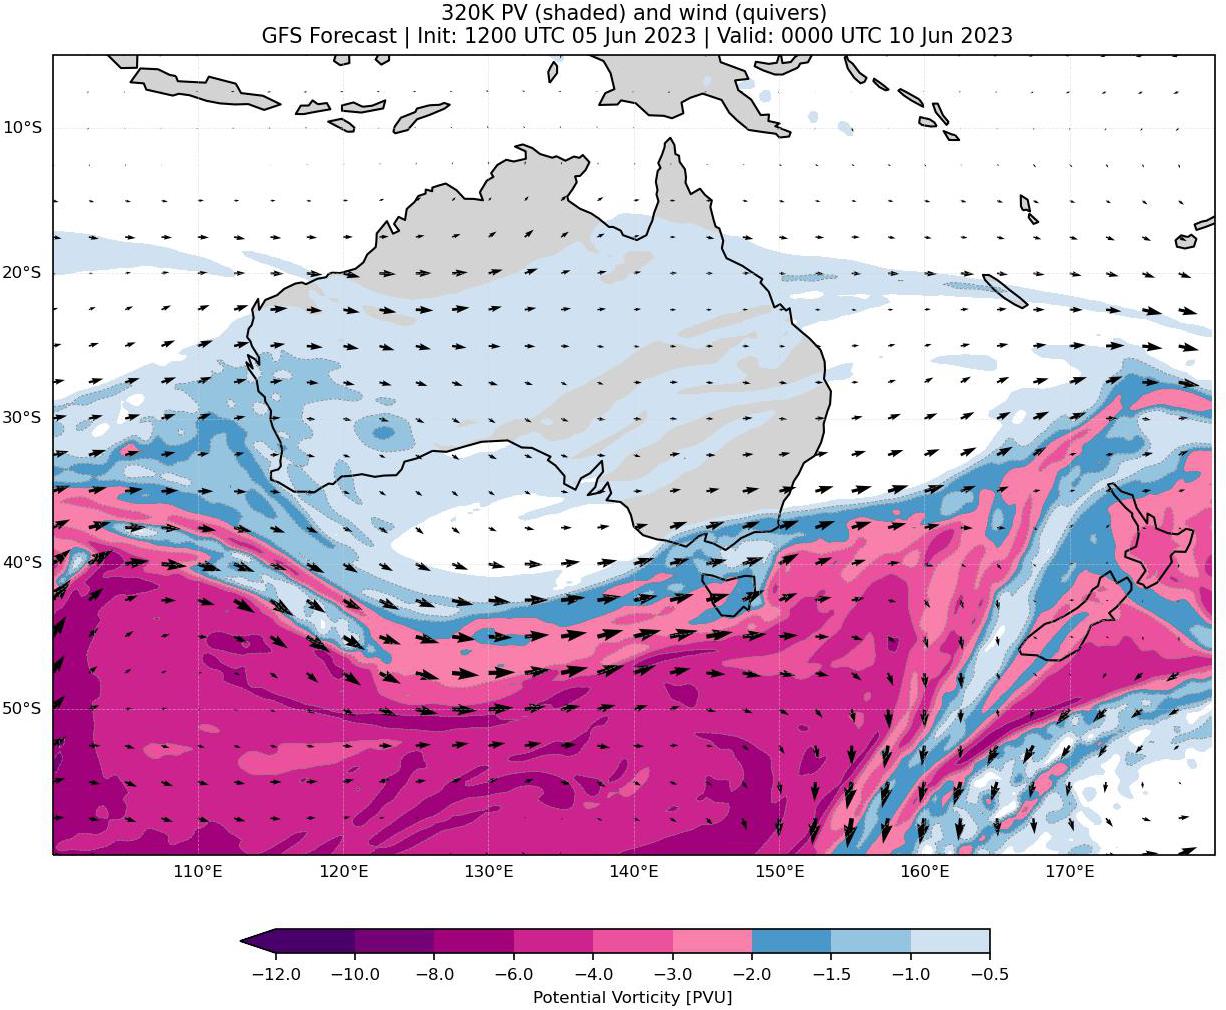 320K PV (shaded) and wind (quivers)
GFS Forecast | Init: 1200 UTC 05 Jun 2023 | Valid: 0000 UTC 10 Jun 2023
10°S
20°S
30°S
40°S
50°S
110°E 120°E 130°E 140°E 150°E 160°E 170°E
−12.0 −10.0 −8.0 −6.0 −4.0 −3.0 −2.0 −1.5 −1.0 −0.5
Potential Vorticity [PVU]